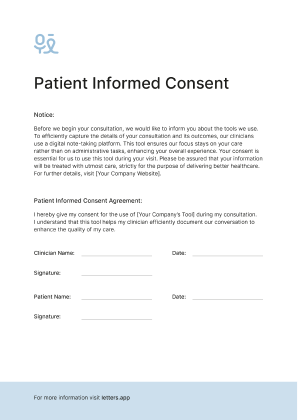 Patient Informed Consent
Notice:
Before we begin your consultation, we would like to inform you about the tools we use.
To efficiently capture the details of your consultation and its outcomes, our clinicians
use a digital note-taking platform. This tool ensures our focus stays on your care
rather than on administrative tasks, enhancing your overall experience. Your consent is
essential for us to use this tool during your visit. Please be assured that your information
will be treated with utmost care, strictly for the purpose of delivering better healthcare.
For further details, visit [Your Company Website].
Patient Informed Consent Agreement:
I hereby give my consent for the use of [Your Company's Tool] during my consultation.
I understand that this tool helps my clinician efficiently document our conversation to
enhance the quality of my care.
Clinician Name: Date:
Signature:
Patient Name: Date:
Signature:
For more information visit letters.app